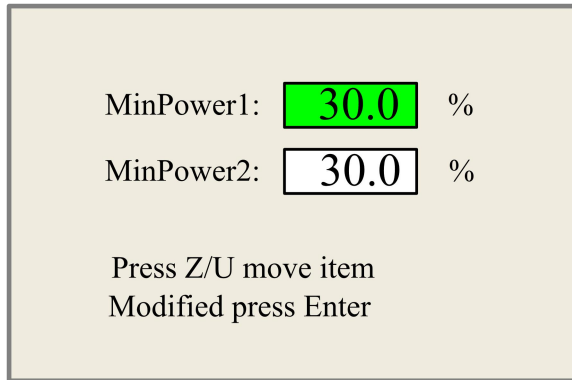 MinPower1: 30.0 %
MinPower2: 30.0 %
Press Z/U move item
Modified press Enter